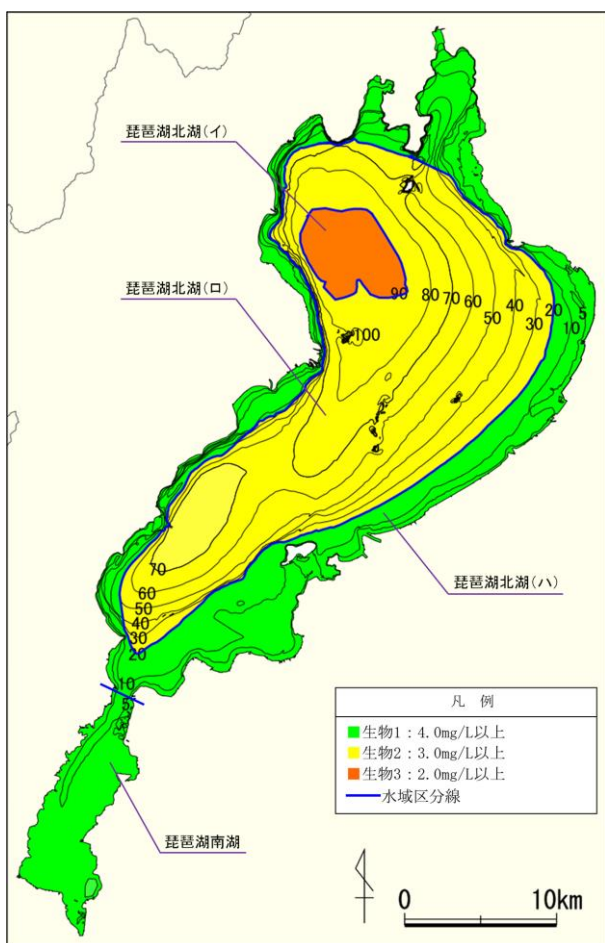 琵琶湖北湖(イ)
琵琶湖北湖(ロ)
90 80 70 60 50 40 30 20 10 5
100
琵琶湖北湖(ハ)
70
60
50
40
30
20
10
5
琵琶湖南湖
凡 例
生物1：4.0mg/L以上
生物2：3.0mg/L以上
生物3：2.0mg/L以上
水域区分線
0 10km